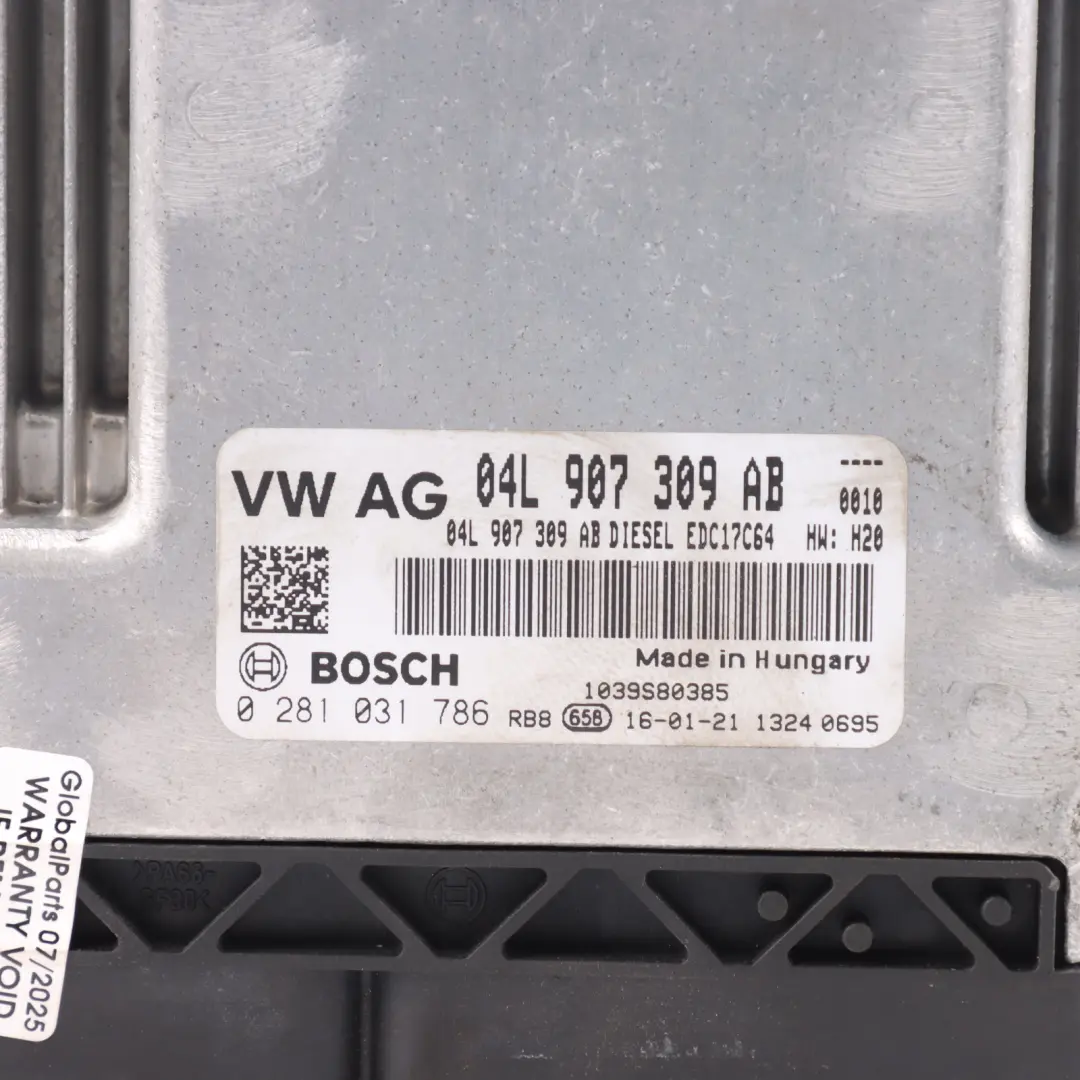 VW AG 04L 907 309 AB ----
0010
04L 907 309 AB DIESEL EDC17C64 HW: H20
Made in Hungary
BOSCH
1039S80385
0 281 031 786 RB8 658 16-01-21 1324 0695
GlobalParts 07/2025
WARRANTY VOID
>PA66-